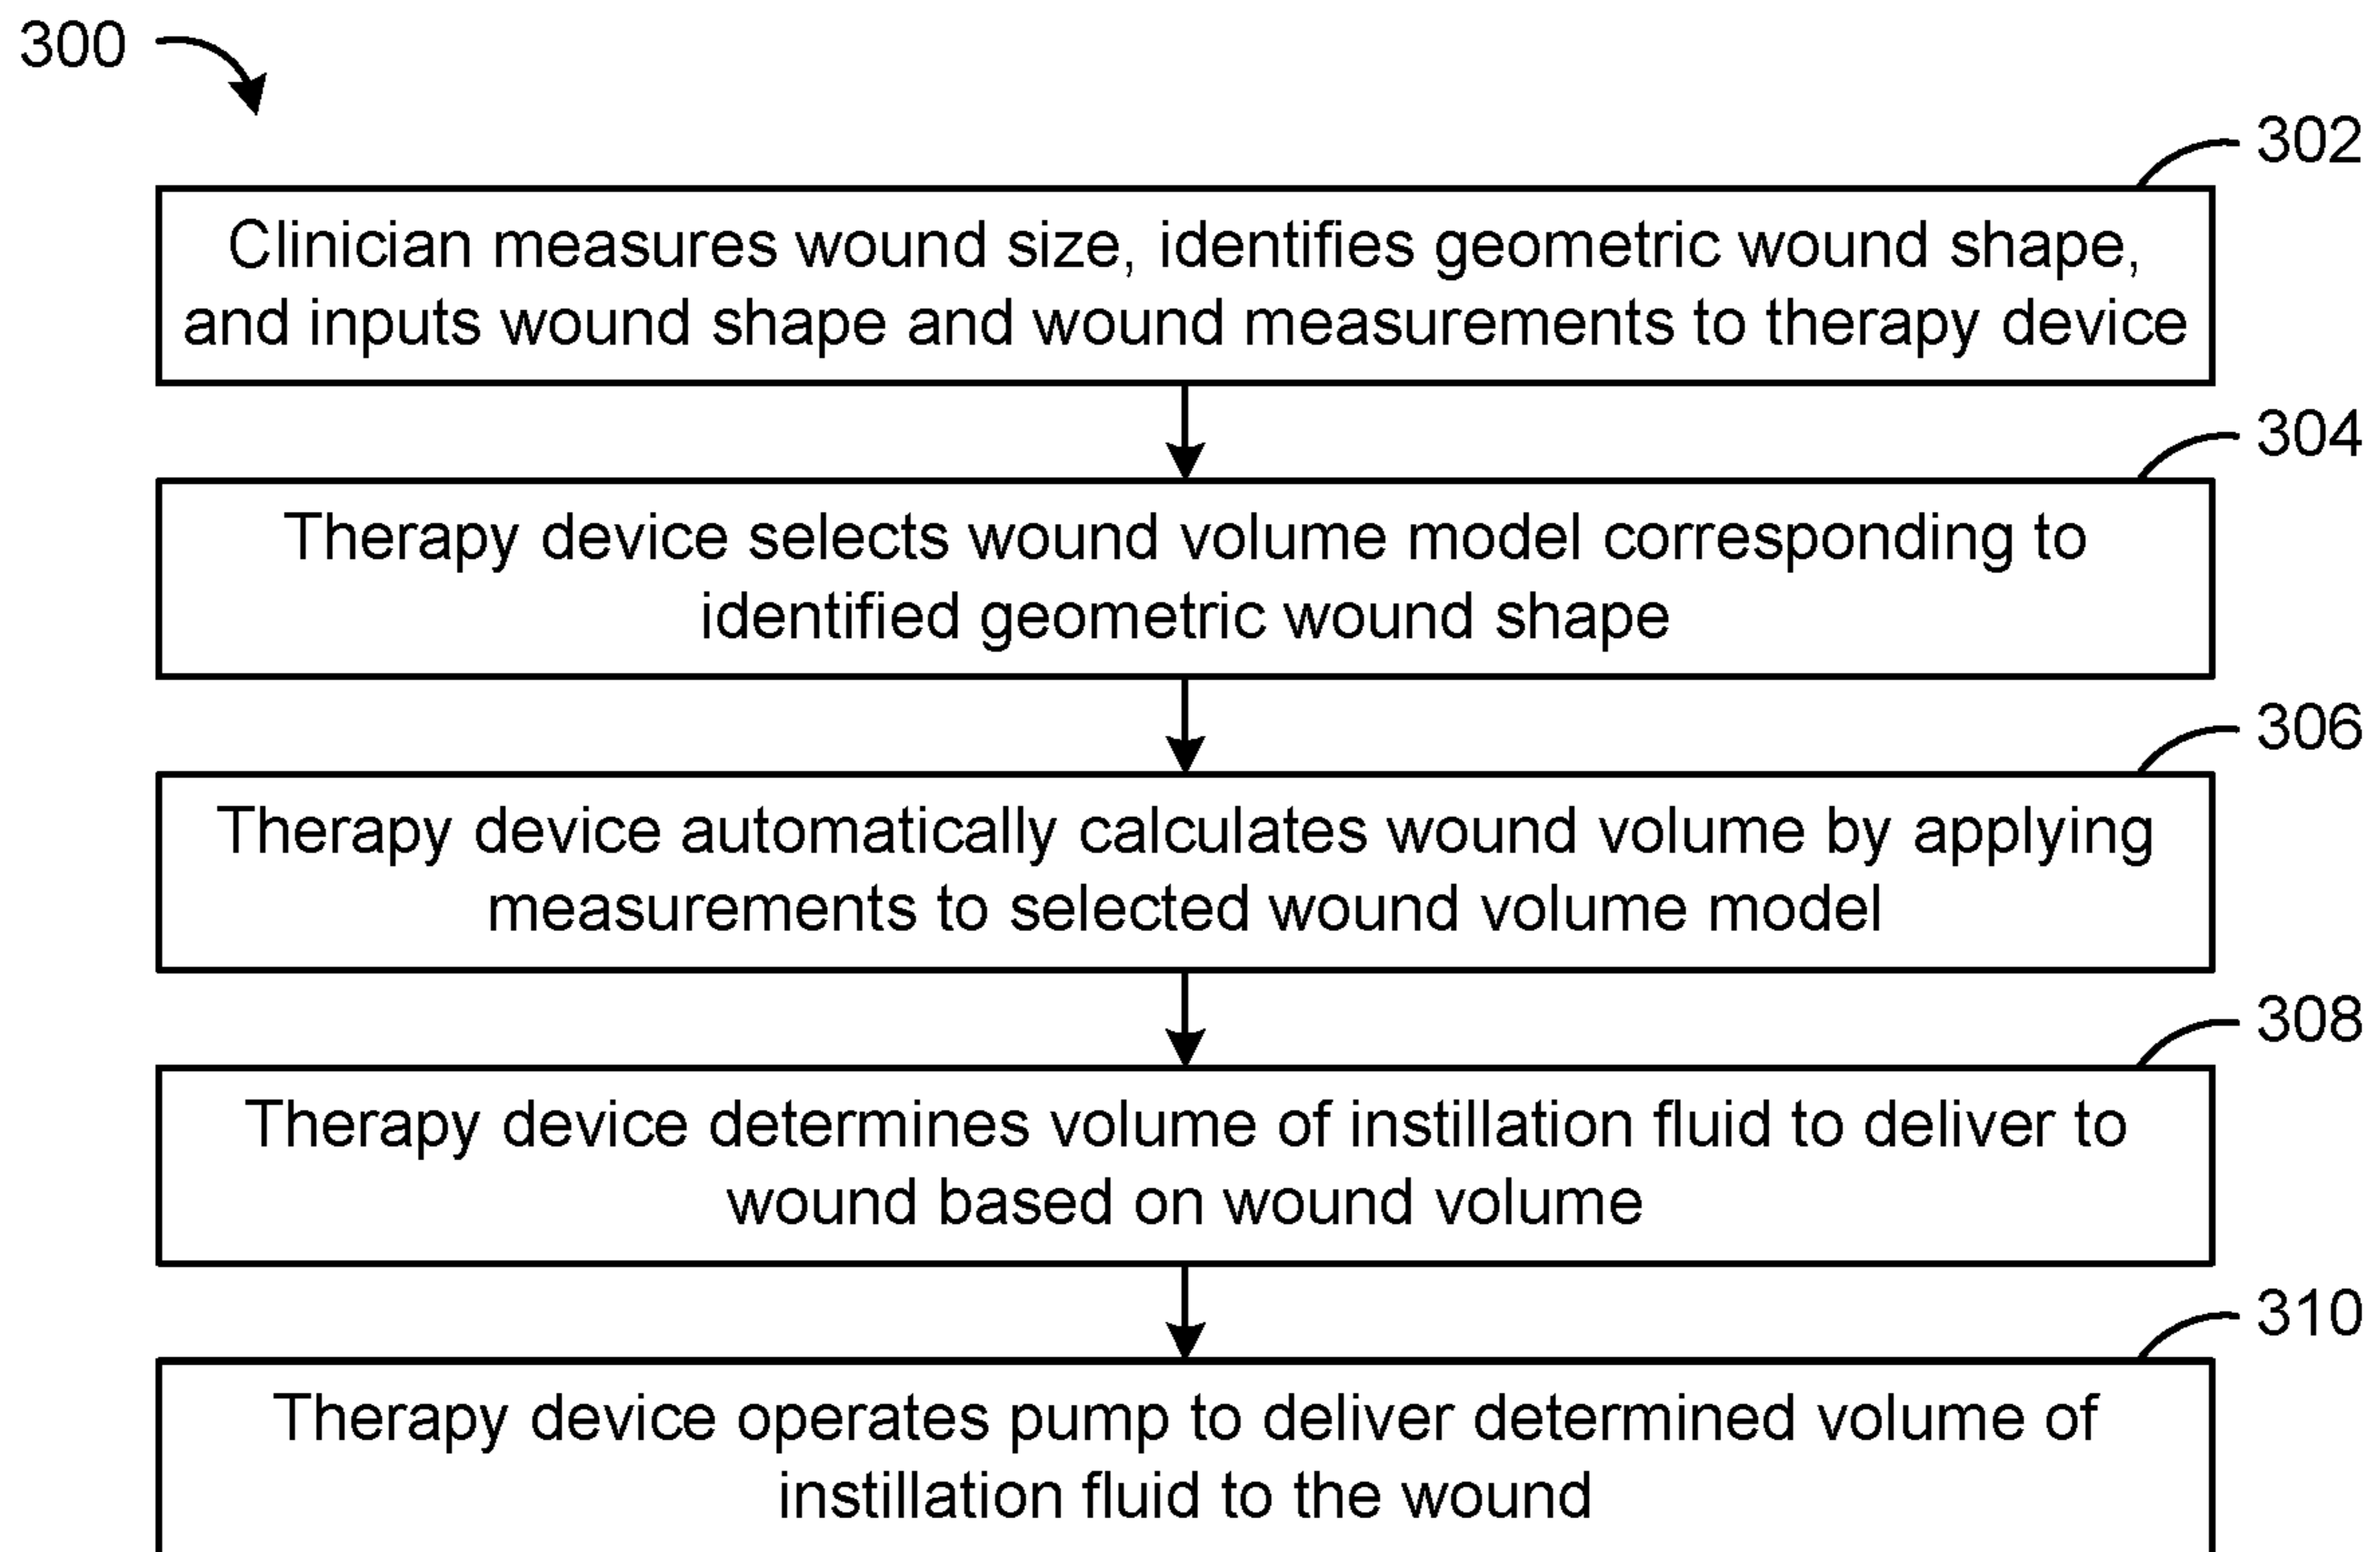 300
302
Clinician measures wound size, identifies geometric wound shape,
and inputs wound shape and wound measurements to therapy device
304
Therapy device selects wound volume model corresponding to
identified geometric wound shape
306
Therapy device automatically calculates wound volume by applying
measurements to selected wound volume model
308
Therapy device determines volume of instillation fluid to deliver to
wound based on wound volume
310
Therapy device operates pump to deliver determined volume of
instillation fluid to the wound